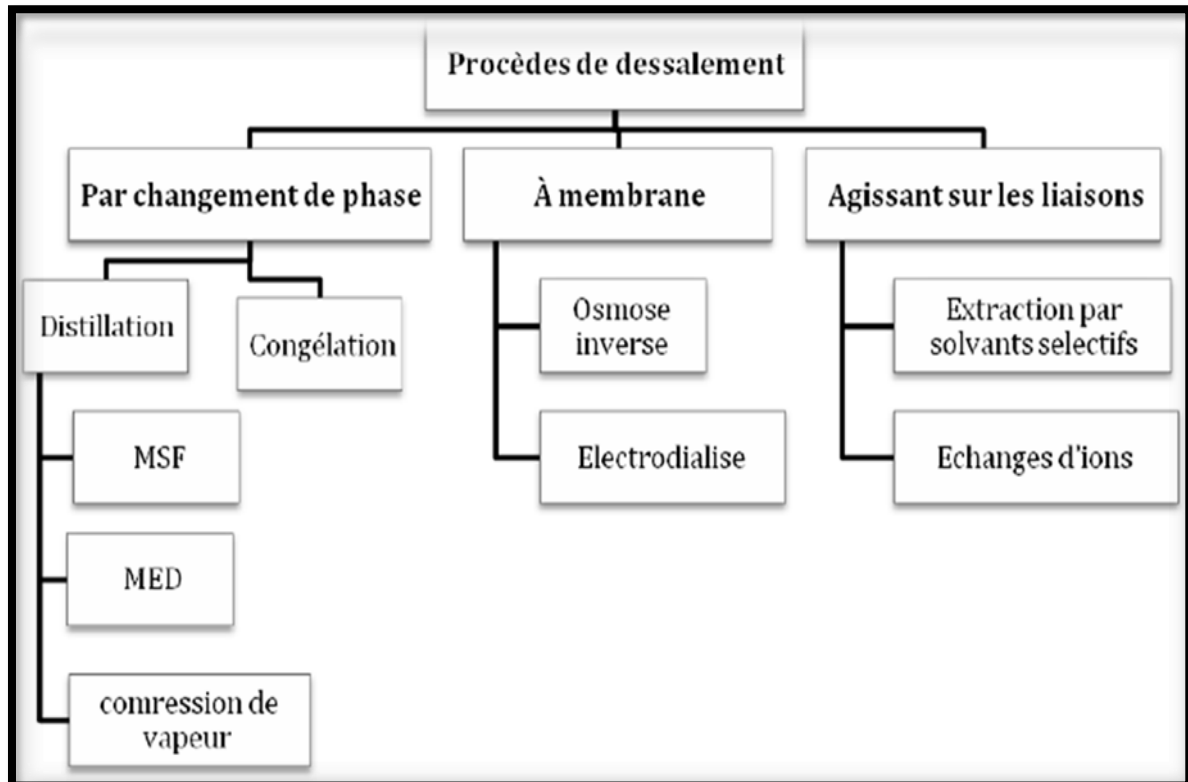 Procèdes de dessalement
Par changement de phase
À membrane
Agissant sur les liaisons
Distillation
Congélation
Osmose
inverse
Extraction par
solvants selectifs
MSF
Electrodialise
Echanges d'ions
MED
comression de
vapeur